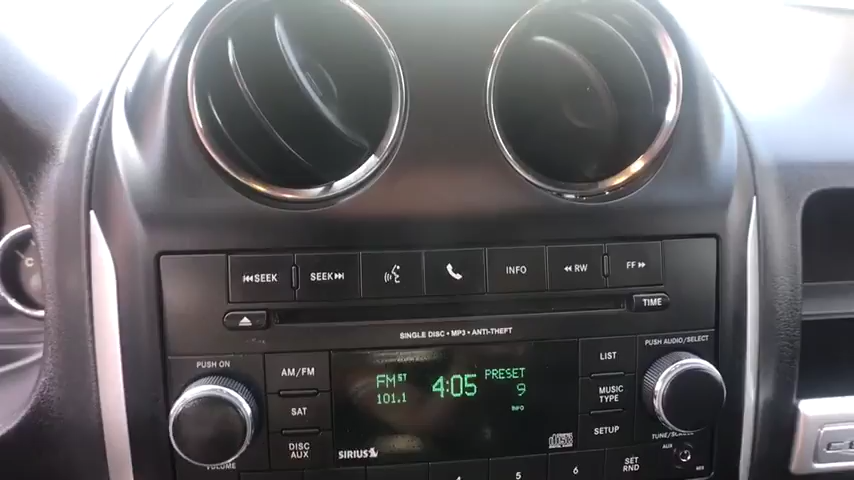 SEEK SEEK INFO RW FF
TIME
SINGLE DISC • MP3 • ANTI-THEFT
PUSH ON
PUSH AUDIO/SELECT
AM/FM
SAT
DISC
AUX
VOLUME
FM ST
101.1
4:05
PRESET
9
INFO
SIRIUS
disc
LIST
MUSIC
TYPE
SETUP
TUNE/SCROLL
AUX
5
6
SET
RND
C